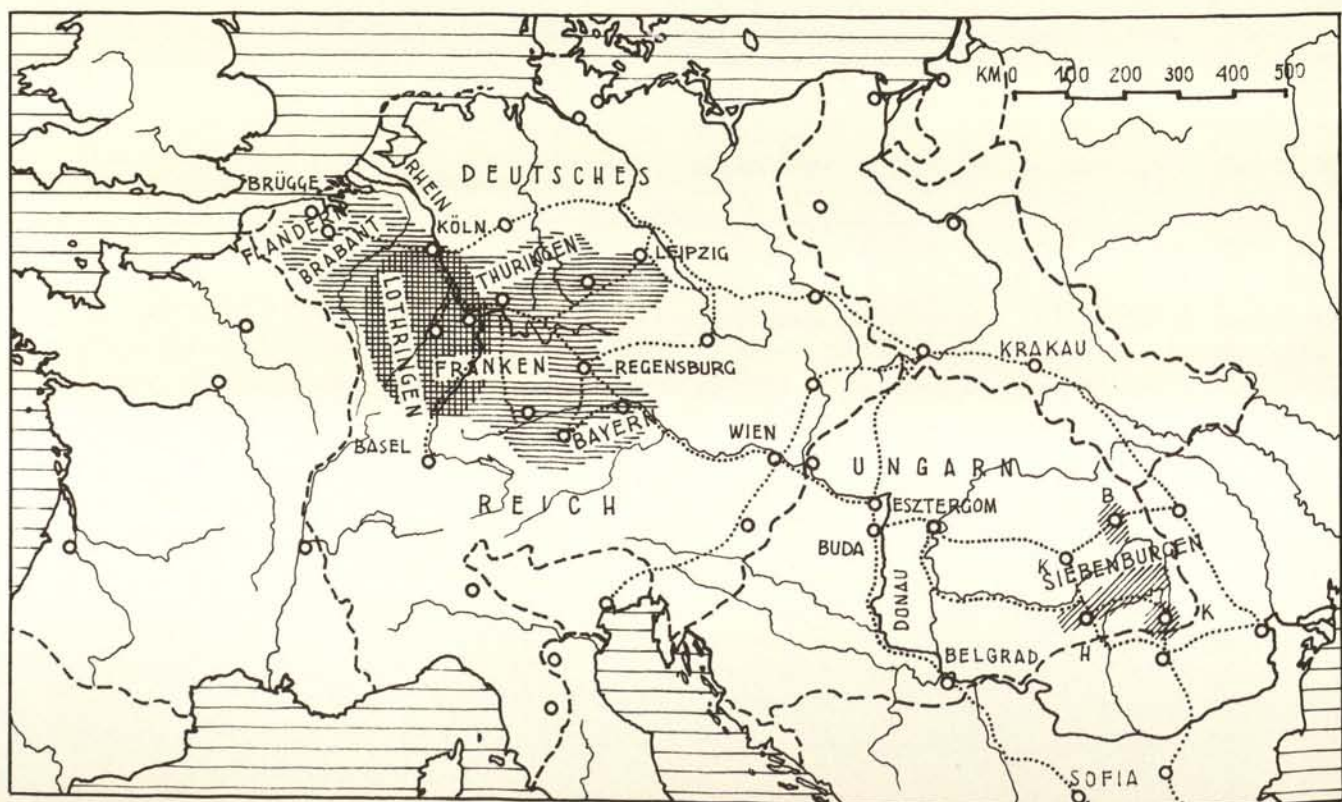 KM 0 100 200 300 400 500
DEUTSCHES
RHEIN
BRÜGGE
FLANDERN
BRABANT
KÖLN
THÜRINGEN
LEIPZIG
LOTHRINGEN
FRANKEN
REGENSBURG
KRAKAU
BAYERN
BASEL
WIEN
UNGARN
REICH
ESZTERGOM
B
BUDA
K
SIEBENBÜRGEN
DONAU
K
H
BELGRAD
SOFIA